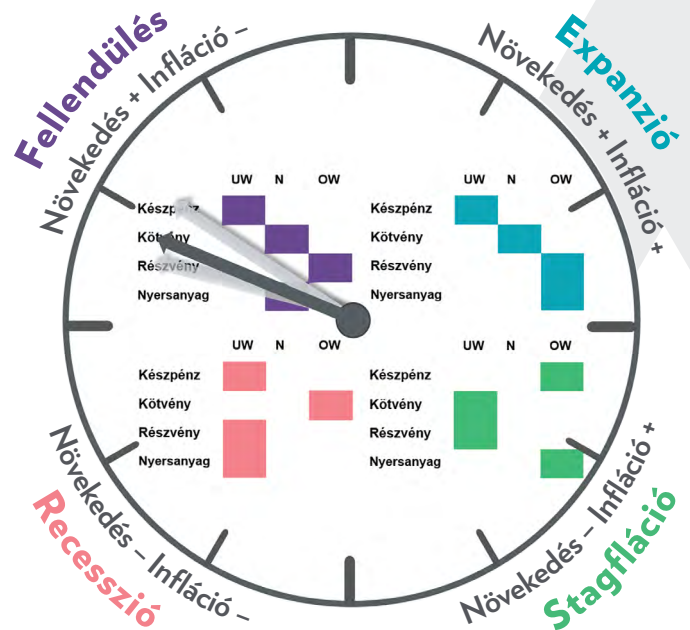 Fellendülés
Növekedés + Infláció –
Expanzió
Növekedés + Infláció +
UW N OW
Készpénz
Kötvény
Részvény
Nyersanyag
UW N OW
Készpénz
Kötvény
Részvény
Nyersanyag
UW N OW
Készpénz
Kötvény
Részvény
Nyersanyag
UW N OW
Készpénz
Kötvény
Részvény
Nyersanyag
Növekedés – Infláció –
Recesszió
Növekedés – Infláció +
Stagfláció